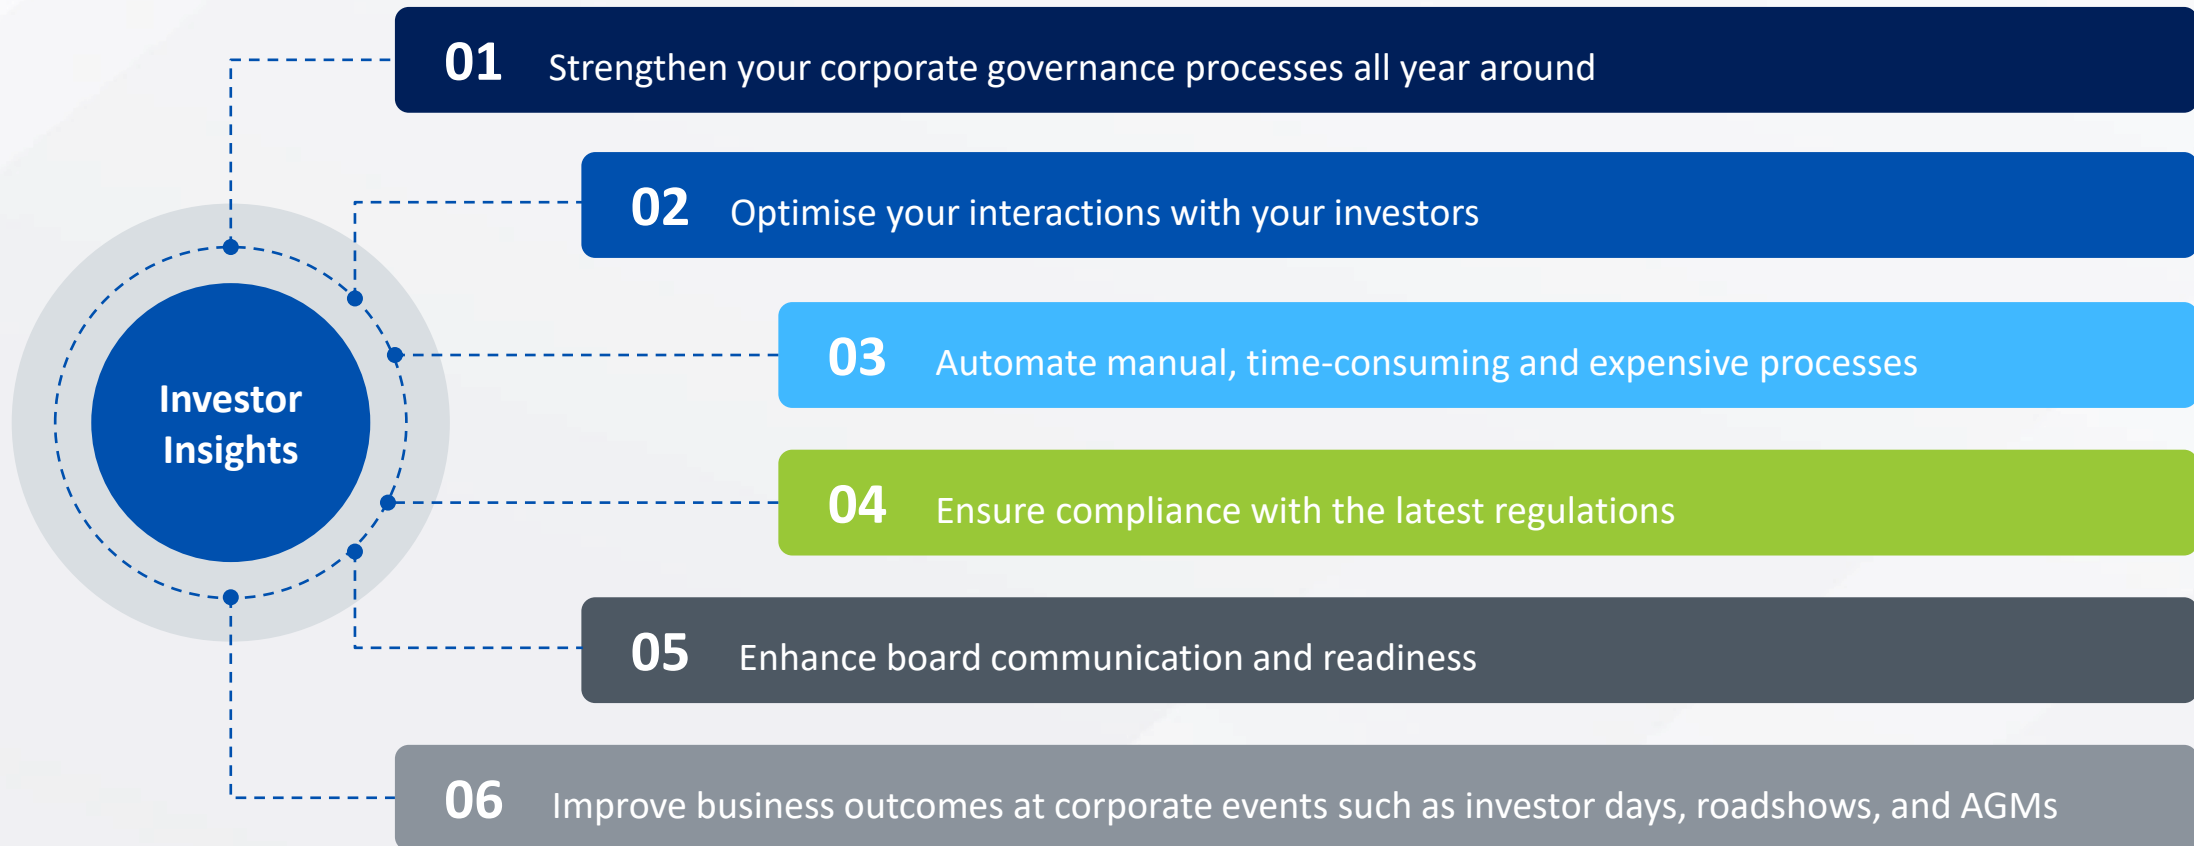 01 Strengthen your corporate governance processes all year around
02 Optimise your interactions with your investors
03 Automate manual, time-consuming and expensive processes
Investor
Insights
04 Ensure compliance with the latest regulations
05 Enhance board communication and readiness
06 Improve business outcomes at corporate events such as investor days, roadshows, and AGMs